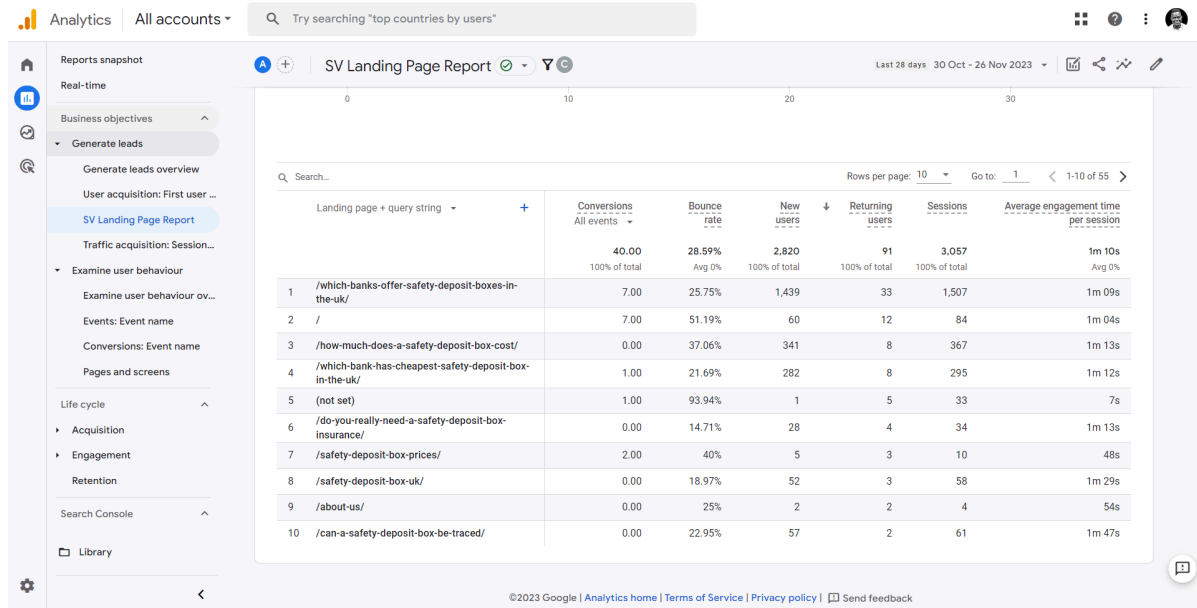 Analytics
All accounts
Try searching "top countries by users"
Reports snapshot
Real-time
Business objectives
Generate leads
Generate leads overview
User acquisition: First user ...
SV Landing Page Report
Traffic acquisition: Session...
Examine user behaviour
Examine user behaviour ov...
Events: Event name
Conversions: Event name
Pages and screens
Life cycle
Acquisition
Engagement
Retention
Search Console
Library
A
SV Landing Page Report
C
Last 28 days 30 Oct - 26 Nov 2023
0 10 20 30
Search...
Rows per page: 10 Go to: 1 1-10 of 55
Landing page + query string
Conversions
All events
Bounce
rate
New
users
Returning
users
Sessions
Average engagement time
per session
40.00 28.59% 2,820 91 3,057 1m 10s
100% of total Avg 0% 100% of total 100% of total 100% of total Avg 0%
1 /which-banks-offer-safety-deposit-boxes-in-
the-uk/ 7.00 25.75% 1,439 33 1,507 1m 09s
2 / 7.00 51.19% 60 12 84 1m 04s
3 /how-much-does-a-safety-deposit-box-cost/ 0.00 37.06% 341 8 367 1m 13s
4 /which-bank-has-cheapest-safety-deposit-box-
in-the-uk/ 1.00 21.69% 282 8 295 1m 12s
5 (not set) 1.00 93.94% 1 5 33 7s
6 /do-you-really-need-a-safety-deposit-box-
insurance/ 0.00 14.71% 28 4 34 1m 13s
7 /safety-deposit-box-prices/ 2.00 40% 5 3 10 48s
8 /safety-deposit-box-uk/ 0.00 18.97% 52 3 58 1m 29s
9 /about-us/ 0.00 25% 2 2 4 54s
10 /can-a-safety-deposit-box-be-traced/ 0.00 22.95% 57 2 61 1m 47s
©2023 Google | Analytics home | Terms of Service | Privacy policy | Send feedback